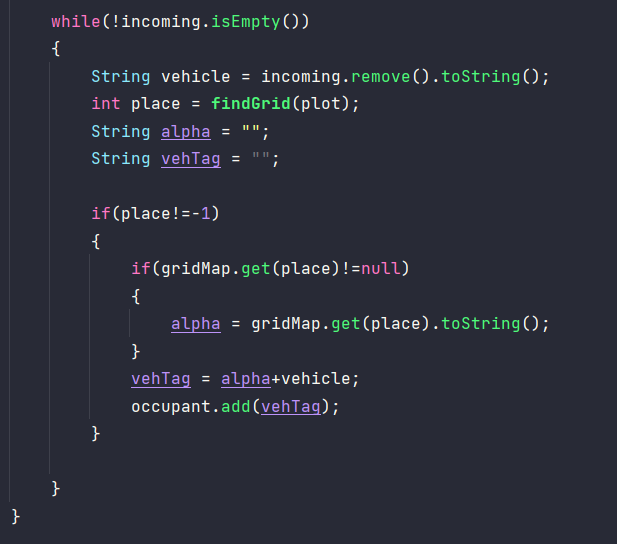 while(!incoming.isEmpty())
{
String vehicle = incoming.remove().toString();
int place = findGrid(plot);
String alpha = "";
String vehTag = "";
if(place!=-1)
{
if(gridMap.get(place)!=null)
{
alpha = gridMap.get(place).toString();
}
vehTag = alpha+vehicle;
occupant.add(vehTag);
}
}
}